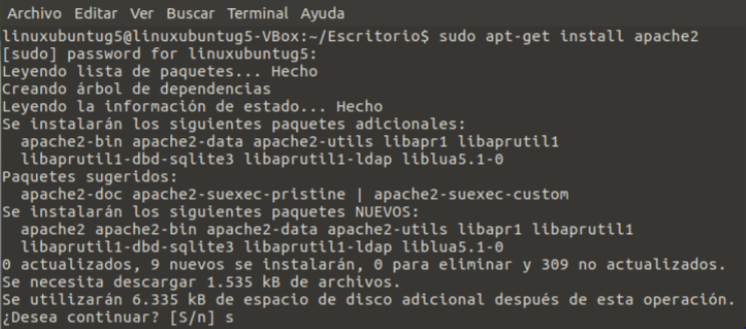 Archivo Editar Ver Buscar Terminal Ayuda
linuxubuntug5@linuxubuntug5-VBox:~/Escritorio$ sudo apt-get install apache2
[sudo] password for linuxubuntug5:
Leyendo lista de paquetes... Hecho
Creando árbol de dependencias
Leyendo la información de estado... Hecho
Se instalarán los siguientes paquetes adicionales:
  apache2-bin apache2-data apache2-utils libapr1 libaprutil1
  libaprutil1-dbd-sqlite3 libaprutil1-ldap liblua5.1-0
Paquetes sugeridos:
  apache2-doc apache2-suexec-pristine | apache2-suexec-custom
Se instalarán los siguientes paquetes NUEVOS:
  apache2 apache2-bin apache2-data apache2-utils libapr1 libaprutil1
  libaprutil1-dbd-sqlite3 libaprutil1-ldap liblua5.1-0
0 actualizados, 9 nuevos se instalarán, 0 para eliminar y 309 no actualizados.
Se necesita descargar 1.535 kB de archivos.
Se utilizarán 6.335 kB de espacio de disco adicional después de esta operación.
¿Desea continuar? [S/n] s